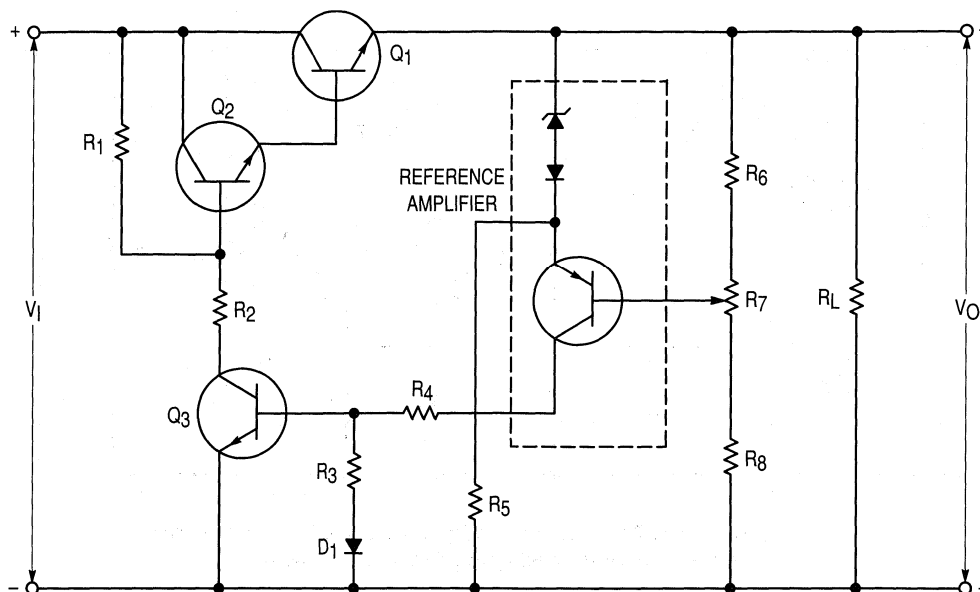 +
Q1
Q2
R1
REFERENCE
AMPLIFIER
R6
VI
R2
R7
RL
VO
Q3
R4
R3
R5
R8
D1
−